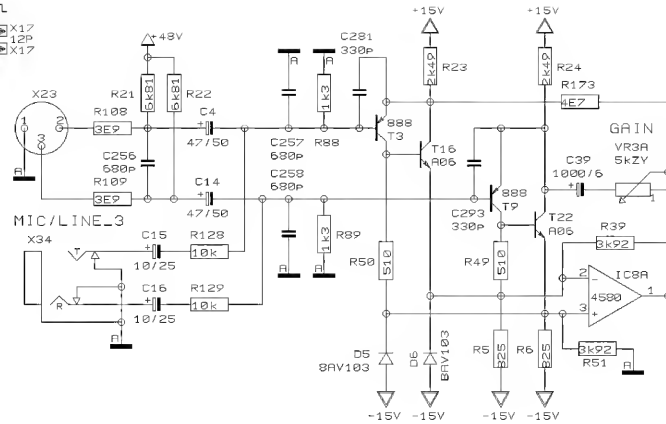 X17
12P
X17
+48V
X23
R21
6k81
6k81
R22
R108
3E9
C4
47/50
C256
680p
R109
3E9
C14
47/50
1
2
3
A
MIC/LINE_3
X34
T
R
C15
10/25
R128
10k
C16
10/25
R129
10k
A
A
A
C281
330p
1k3
R88
C257
680p
C258
680p
1k3
R89
A
A
888
T3
T16
A06
+15V
2k49
R23
+15V
2k49
R24
R173
4E7
GAIN
VR3A
5kZY
1
C39
1000/6
888
T9
C293
330p
T22
A06
R39
3k92
R50
510
R49
510
IC8A
4580
2
3
1
-
+
D5
8AV103
D6
8AV103
R5
825
R6
825
3k92
R51
A
-15V
-15V
-15V
-15V